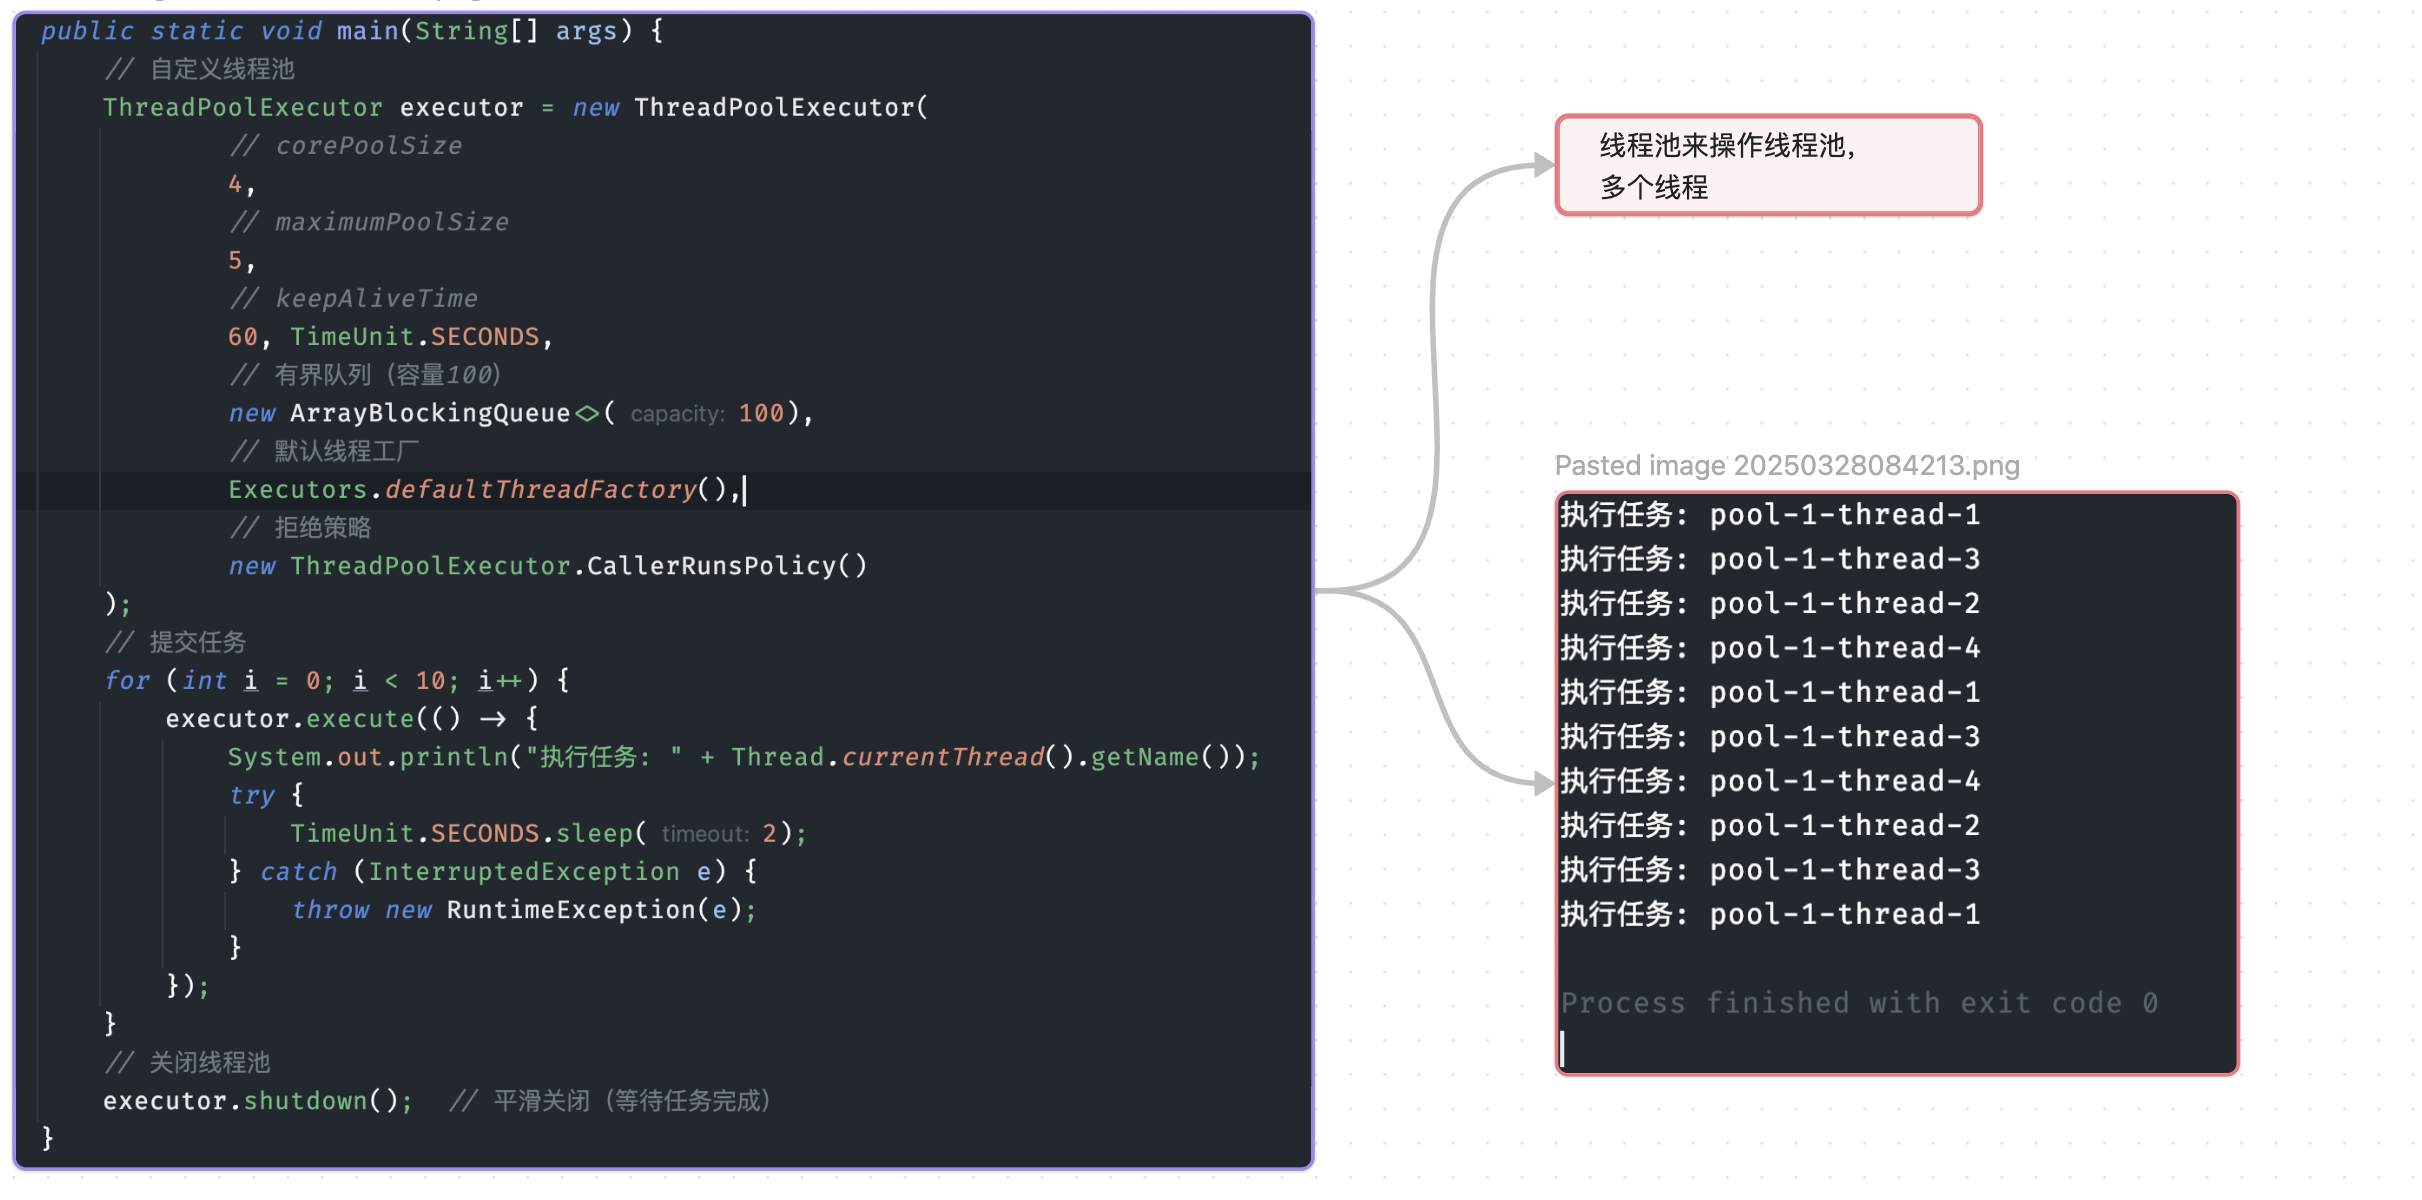 public static void main(String[] args) {
// 自定义线程池
ThreadPoolExecutor executor = new ThreadPoolExecutor(
// corePoolSize
4,
// maximumPoolSize
5,
// keepAliveTime
60, TimeUnit.SECONDS,
// 有界队列（容量100）
new ArrayBlockingQueue<>( capacity: 100),
// 默认线程工厂
Executors.defaultThreadFactory(),
// 拒绝策略
new ThreadPoolExecutor.CallerRunsPolicy()
);
// 提交任务
for (int i = 0; i < 10; i++) {
executor.execute(() -> {
System.out.println("执行任务: " + Thread.currentThread().getName());
try {
TimeUnit.SECONDS.sleep( timeout: 2);
} catch (InterruptedException e) {
throw new RuntimeException(e);
}
});
}
// 关闭线程池
executor.shutdown(); // 平滑关闭（等待任务完成）
}
线程池来操作线程池，
多个线程
Pasted image 20250328084213.png
执行任务: pool-1-thread-1
执行任务: pool-1-thread-3
执行任务: pool-1-thread-2
执行任务: pool-1-thread-4
执行任务: pool-1-thread-1
执行任务: pool-1-thread-3
执行任务: pool-1-thread-4
执行任务: pool-1-thread-2
执行任务: pool-1-thread-3
执行任务: pool-1-thread-1
Process finished with exit code 0